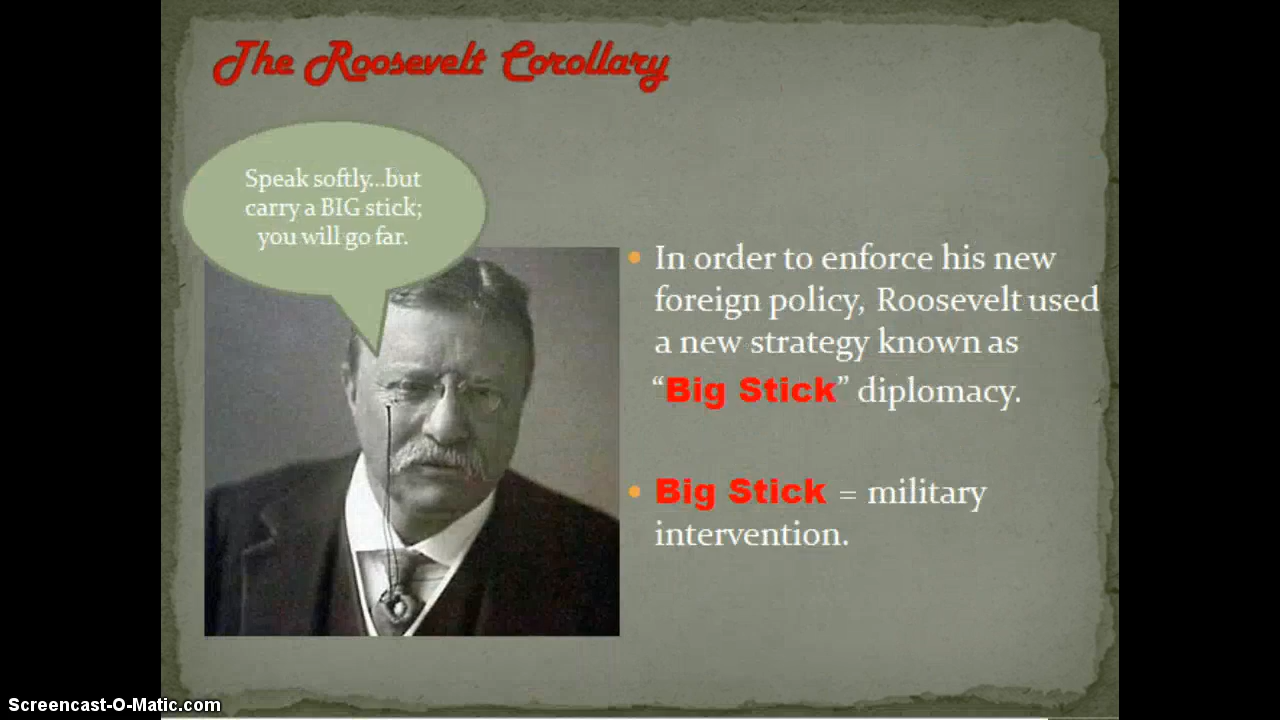 The Roosevelt Corollary
Speak softly...but
carry a BIG stick;
you will go far.
• In order to enforce his new
foreign policy, Roosevelt used
a new strategy known as
“Big Stick” diplomacy.
• Big Stick = military
intervention.
Screencast-O-Matic.com